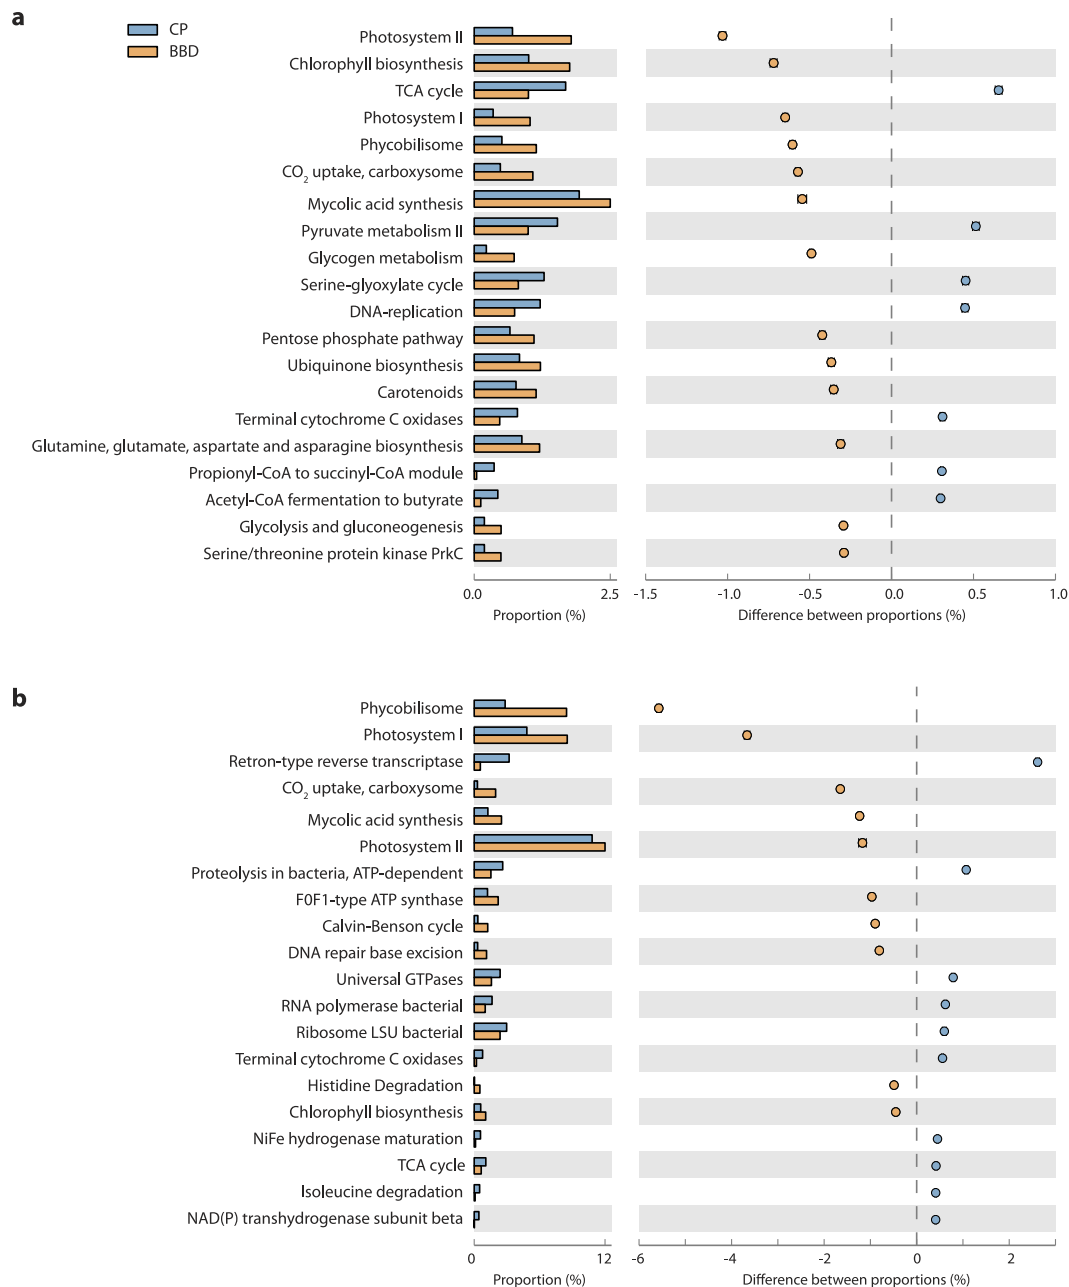 a
CP
BBD
Photosystem II
Chlorophyll biosynthesis
TCA cycle
Photosystem I
Phycobilisome
CO2 uptake, carboxysome
Mycolic acid synthesis
Pyruvate metabolism II
Glycogen metabolism
Serine-glyoxylate cycle
DNA-replication
Pentose phosphate pathway
Ubiquinone biosynthesis
Carotenoids
Terminal cytochrome C oxidases
Glutamine, glutamate, aspartate and asparagine biosynthesis
Propionyl-CoA to succinyl-CoA module
Acetyl-CoA fermentation to butyrate
Glycolysis and gluconeogenesis
Serine/threonine protein kinase PrkC
0.0 2.5 -1.5 -1.0 -0.5 0.0 0.5 1.0
Proportion (%) Difference between proportions (%)
b
Phycobilisome
Photosystem I
Retron-type reverse transcriptase
CO2 uptake, carboxysome
Mycolic acid synthesis
Photosystem II
Proteolysis in bacteria, ATP-dependent
F0F1-type ATP synthase
Calvin-Benson cycle
DNA repair base excision
Universal GTPases
RNA polymerase bacterial
Ribosome LSU bacterial
Terminal cytochrome C oxidases
Histidine Degradation
Chlorophyll biosynthesis
NiFe hydrogenase maturation
TCA cycle
Isoleucine degradation
NAD(P) transhydrogenase subunit beta
0 12 -6 -4 -2 0 2
Proportion (%) Difference between proportions (%)